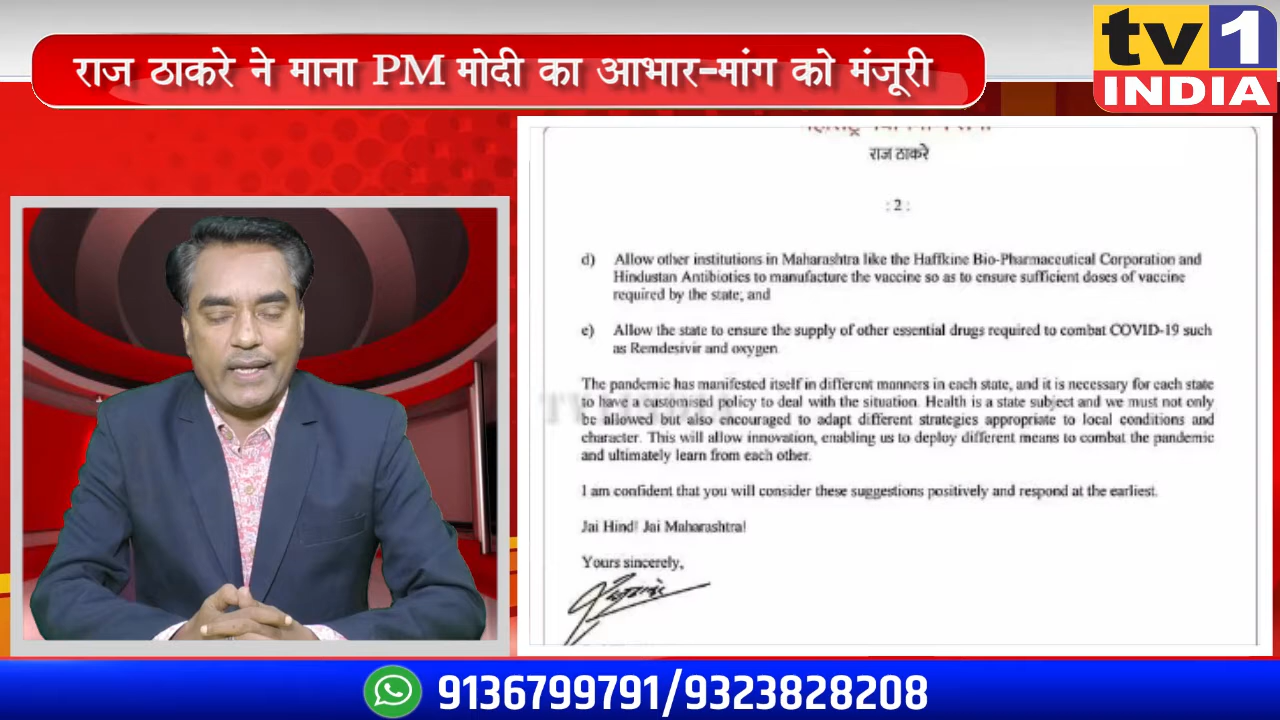 राज ठाकरे ने माना PM मोदी का आभार-मांग को मंजूरी
tv1
INDIA
राज ठाकरे
: 2 :
d) Allow other institutions in Maharashtra like the Haffkine Bio-Pharmaceutical Corporation and
Hindustan Antibiotics to manufacture the vaccine so as to ensure sufficient doses of vaccine
required by the state; and
e) Allow the state to ensure the supply of other essential drugs required to combat COVID-19 such
as Remdesivir and oxygen.
The pandemic has manifested itself in different manners in each state, and it is necessary for each state
to have a customised policy to deal with the situation. Health is a state subject and we must not only
be allowed but also encouraged to adapt different strategies appropriate to local conditions and
character. This will allow innovation, enabling us to deploy different means to combat the pandemic
and ultimately learn from each other.
I am confident that you will consider these suggestions positively and respond at the earliest.
Jai Hind! Jai Maharashtra!
Yours sincerely,
9136799791/9323828208